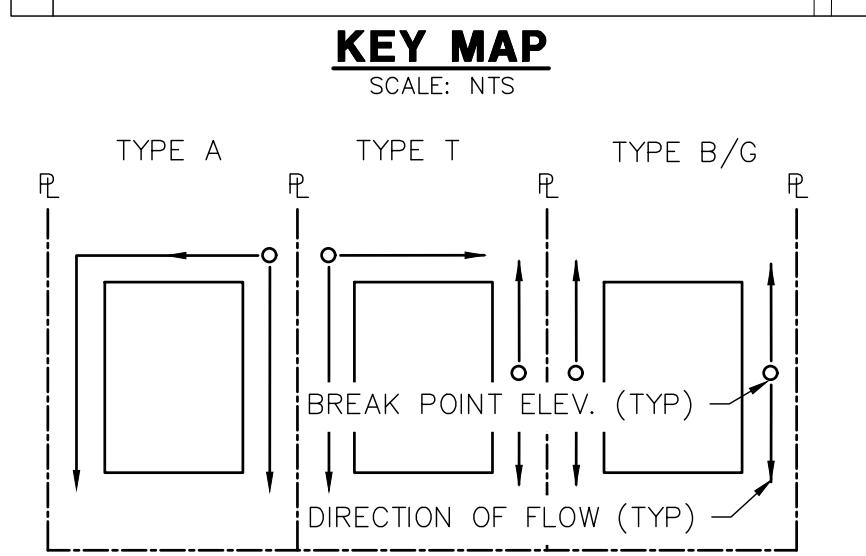 KEY MAP
SCALE: NTS
TYPE A
TYPE T
TYPE B/G
PL
PL
PL
PL
BREAK POINT ELEV. (TYP)
DIRECTION OF FLOW (TYP)